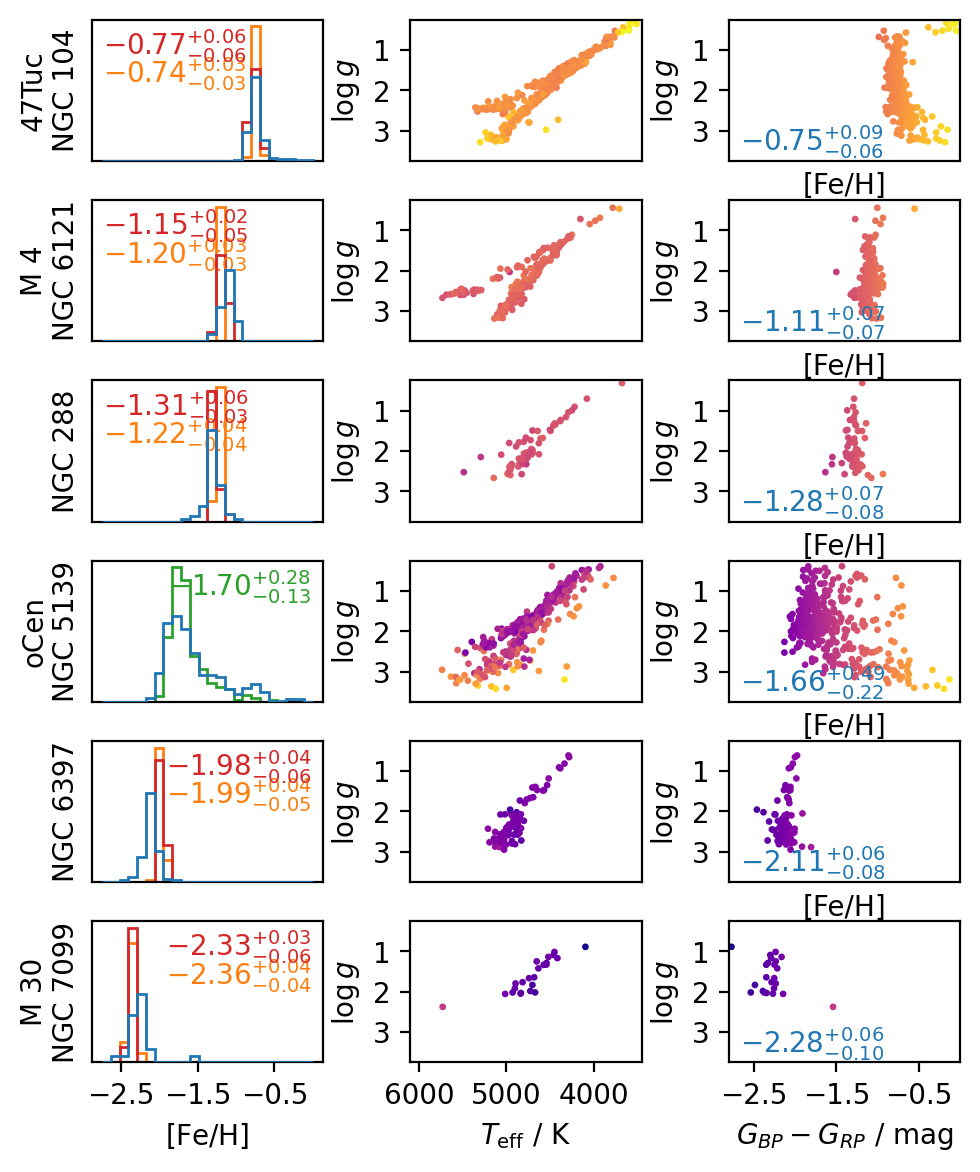 47Tuc
NGC 104
−0.77+0.06−0.06
−0.74+0.03−0.03
log g
1
2
3
log g
1
2
3
−0.75+0.09−0.06
[Fe/H]
M 4
NGC 6121
−1.15+0.02−0.05
−1.20+0.03−0.03
log g
1
2
3
log g
1
2
3
−1.11+0.07−0.07
[Fe/H]
NGC 288
−1.31+0.06−0.03
−1.22+0.04−0.04
log g
1
2
3
log g
1
2
3
−1.28+0.07−0.08
[Fe/H]
oCen
NGC 5139
−1.70+0.28−0.13
log g
1
2
3
log g
1
2
3
−1.66+0.49−0.22
[Fe/H]
NGC 6397
−1.98+0.04−0.06
−1.99+0.04−0.05
log g
1
2
3
log g
1
2
3
−2.11+0.06−0.08
[Fe/H]
M 30
NGC 7099
−2.33+0.03−0.06
−2.36+0.04−0.04
log g
1
2
3
log g
1
2
3
−2.28+0.06−0.10
−2.5 −1.5 −0.5
6000 5000 4000
−2.5 −1.5 −0.5
[Fe/H]
Teff / K
GBP − GRP / mag